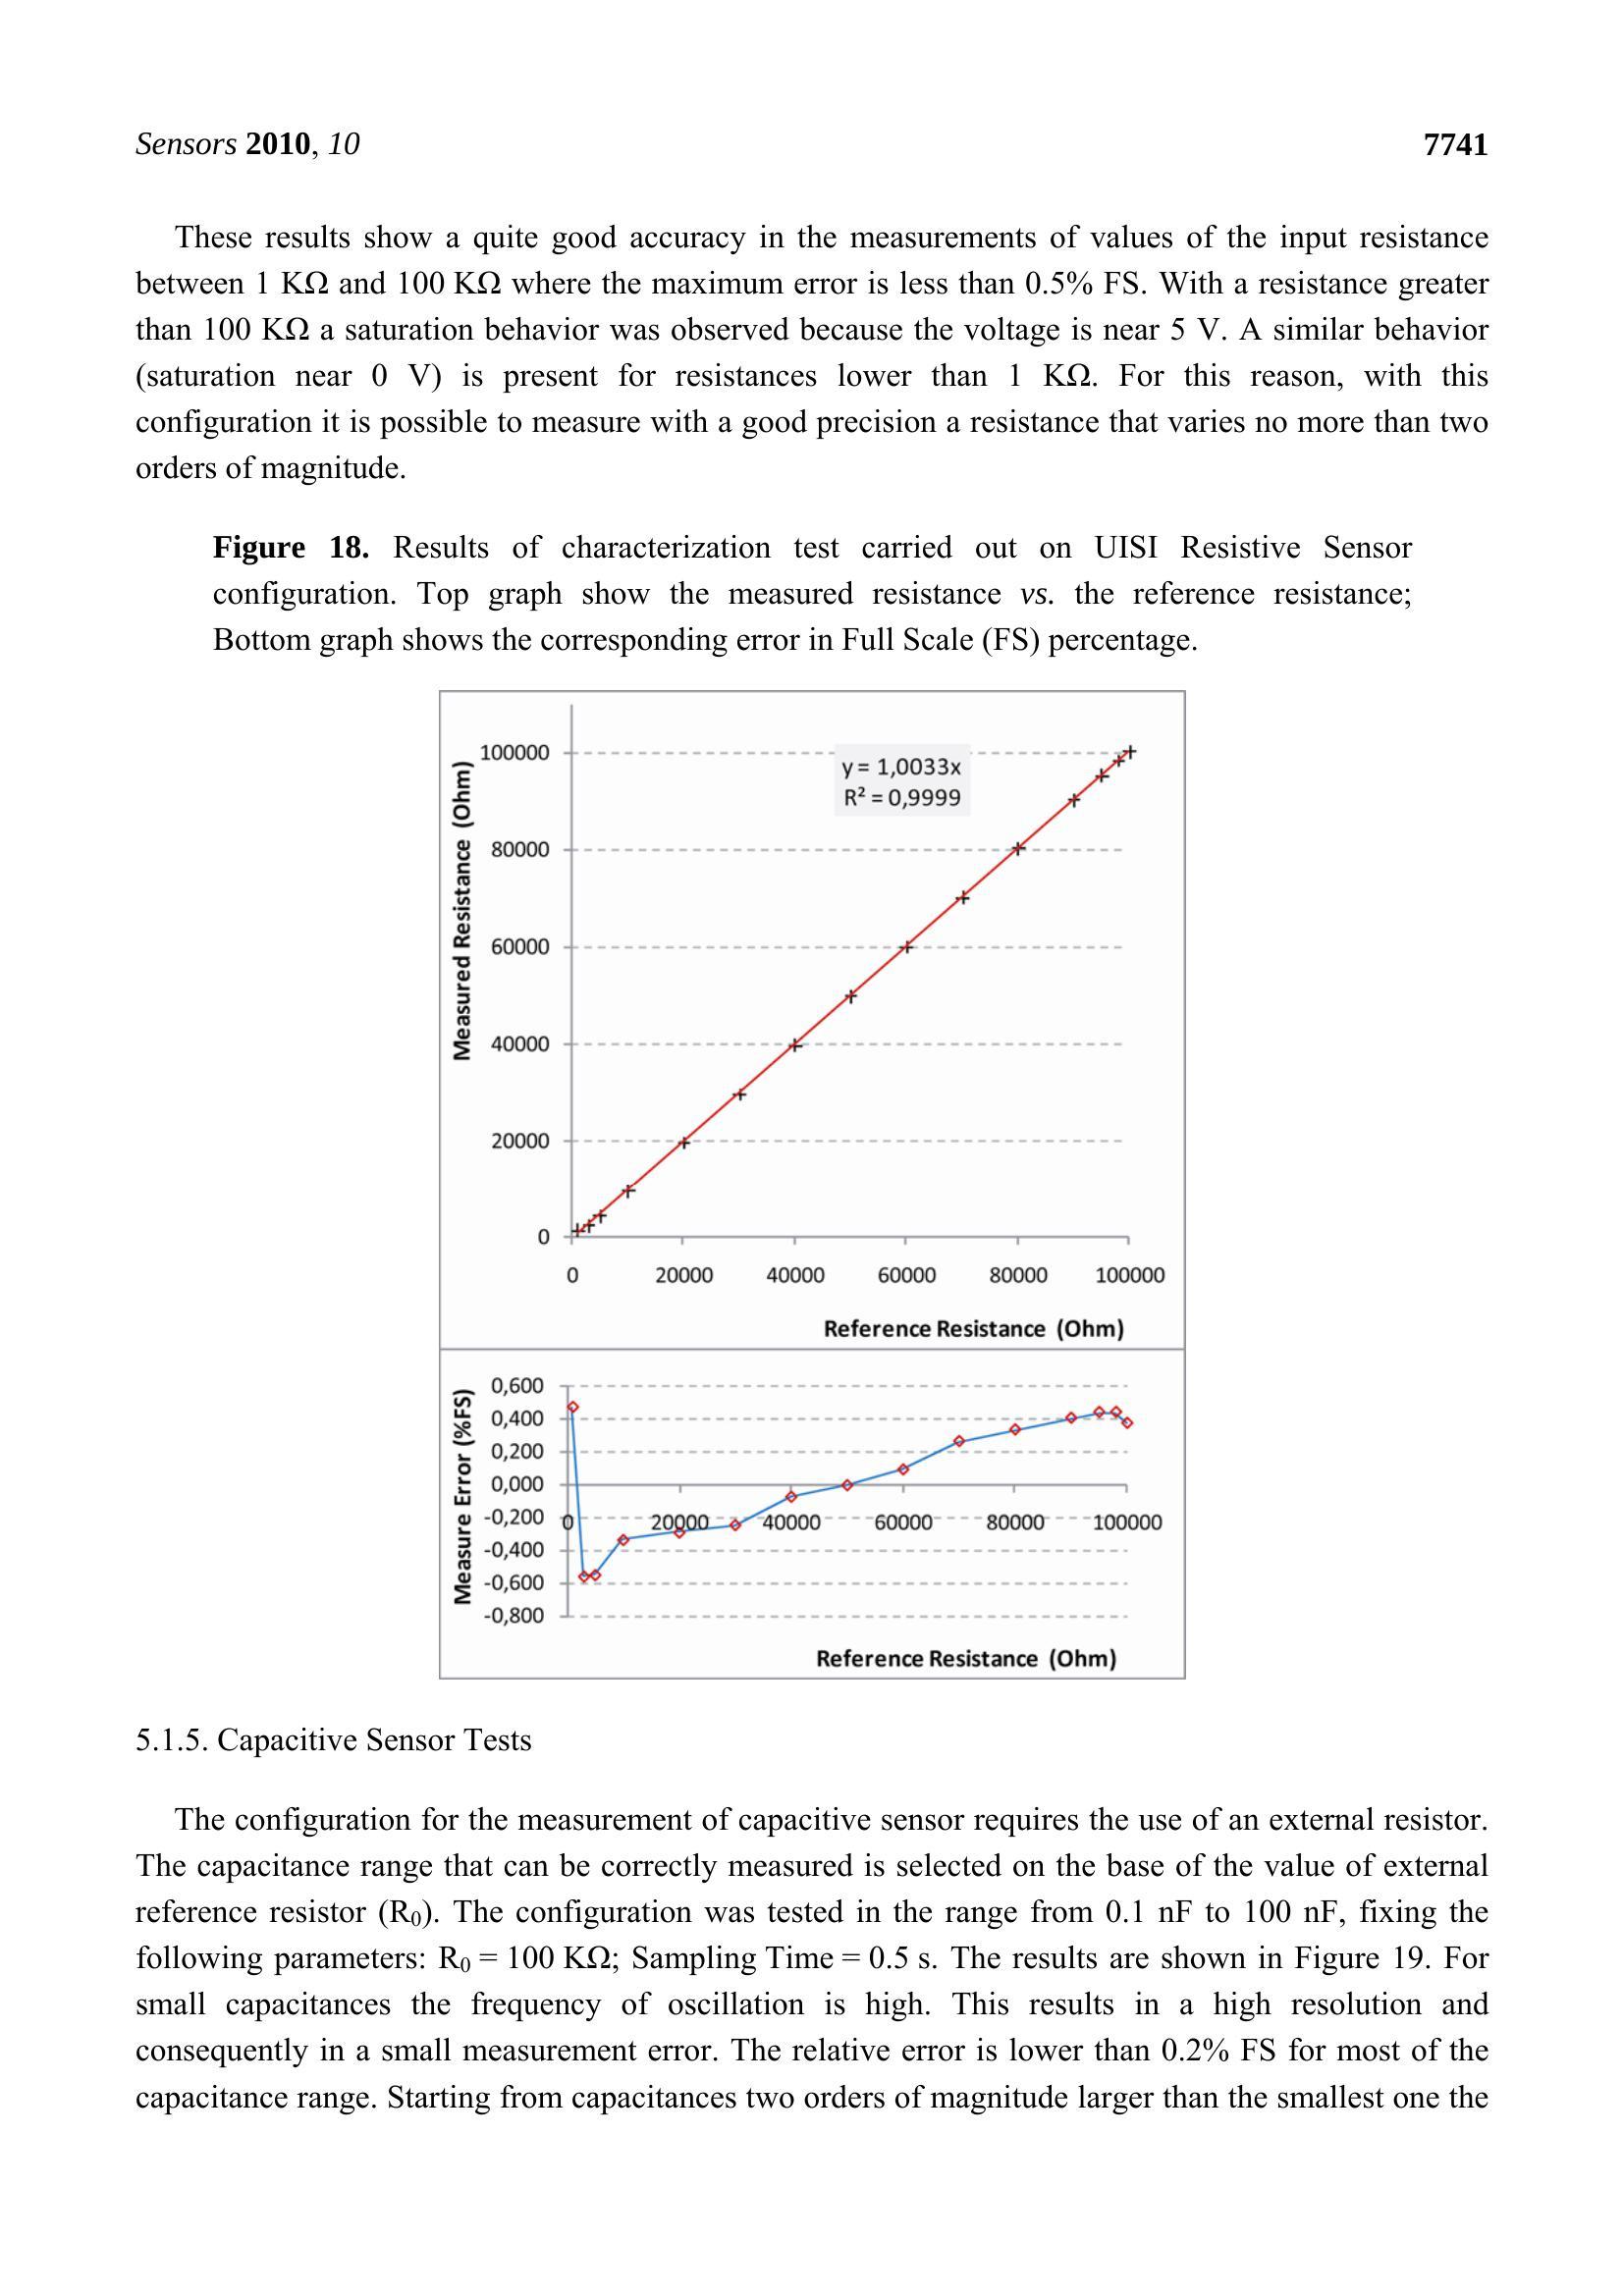 Sensors 2010, 10
7741
These results show a quite good accuracy in the measurements of values of the input resistance
between 1 KΩ and 100 KΩ where the maximum error is less than 0.5% FS. With a resistance greater
than 100 KΩ a saturation behavior was observed because the voltage is near 5 V. A similar behavior
(saturation near 0 V) is present for resistances lower than 1 KΩ. For this reason, with this
configuration it is possible to measure with a good precision a resistance that varies no more than two
orders of magnitude.
Figure 18. Results of characterization test carried out on UISI Resistive Sensor
configuration. Top graph show the measured resistance vs. the reference resistance;
Bottom graph shows the corresponding error in Full Scale (FS) percentage.
Measured Resistance (Ohm)
100000
80000
60000
40000
20000
0
y = 1,0033x
R² = 0,9999
0 20000 40000 60000 80000 100000
Reference Resistance (Ohm)
Measure Error (%FS)
0,600
0,400
0,200
0,000
-0,200
-0,400
-0,600
-0,800
0 20000 40000 60000 80000 100000
Reference Resistance (Ohm)
5.1.5. Capacitive Sensor Tests
The configuration for the measurement of capacitive sensor requires the use of an external resistor.
The capacitance range that can be correctly measured is selected on the base of the value of external
reference resistor (R₀). The configuration was tested in the range from 0.1 nF to 100 nF, fixing the
following parameters: R₀ = 100 KΩ; Sampling Time = 0.5 s. The results are shown in Figure 19. For
small capacitances the frequency of oscillation is high. This results in a high resolution and
consequently in a small measurement error. The relative error is lower than 0.2% FS for most of the
capacitance range. Starting from capacitances two orders of magnitude larger than the smallest one the